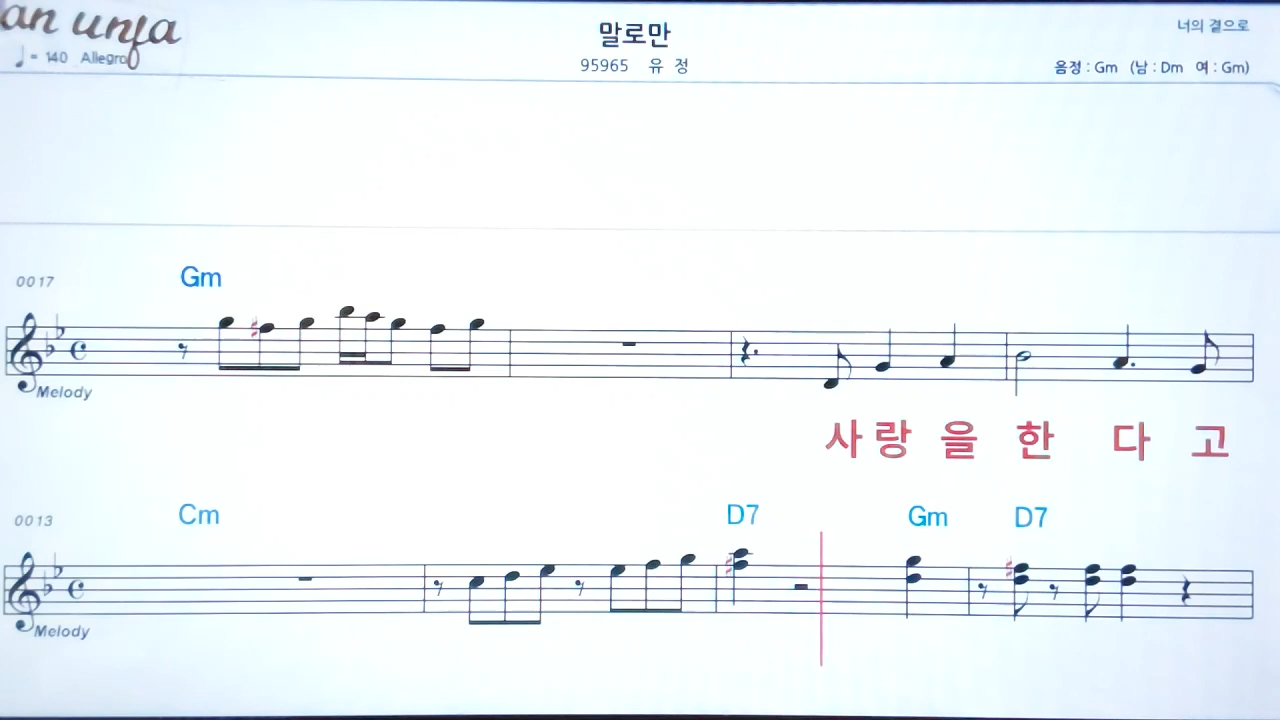 an unja
♩= 140 Allegro
말로만
95965 유 정
너의 곁으로
음정 : Gm (남 : Dm 여 : Gm)
0017
Gm
Melody
사 랑 을 한 다 고
0013
Cm D7 Gm D7
Melody